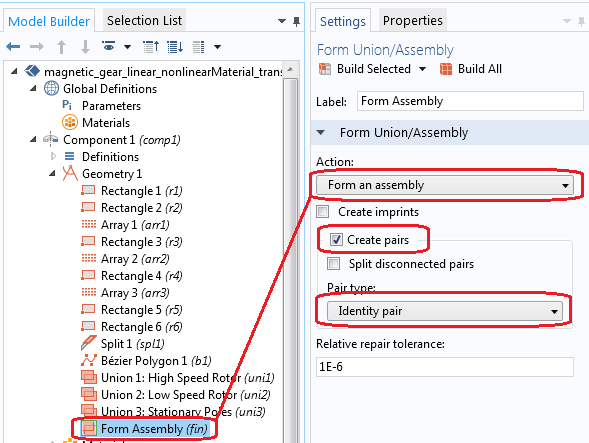 Model Builder
Selection List
magnetic_gear_linear_nonlinearMaterial_trans
Global Definitions
Pi Parameters
Materials
Component 1 (comp1)
Definitions
Geometry 1
Rectangle 1 (r1)
Rectangle 2 (r2)
Array 1 (arr1)
Rectangle 3 (r3)
Array 2 (arr2)
Rectangle 4 (r4)
Array 3 (arr3)
Rectangle 5 (r5)
Rectangle 6 (r6)
Split 1 (spl1)
Bézier Polygon 1 (b1)
Union 1: High Speed Rotor (uni1)
Union 2: Low Speed Rotor (uni2)
Union 3: Stationary Poles (uni3)
Form Assembly (fin)
Settings
Properties
Form Union/Assembly
Build Selected
Build All
Label: Form Assembly
Form Union/Assembly
Action:
Form an assembly
Create imprints
Create pairs
Split disconnected pairs
Pair type:
Identity pair
Relative repair tolerance:
1E-6